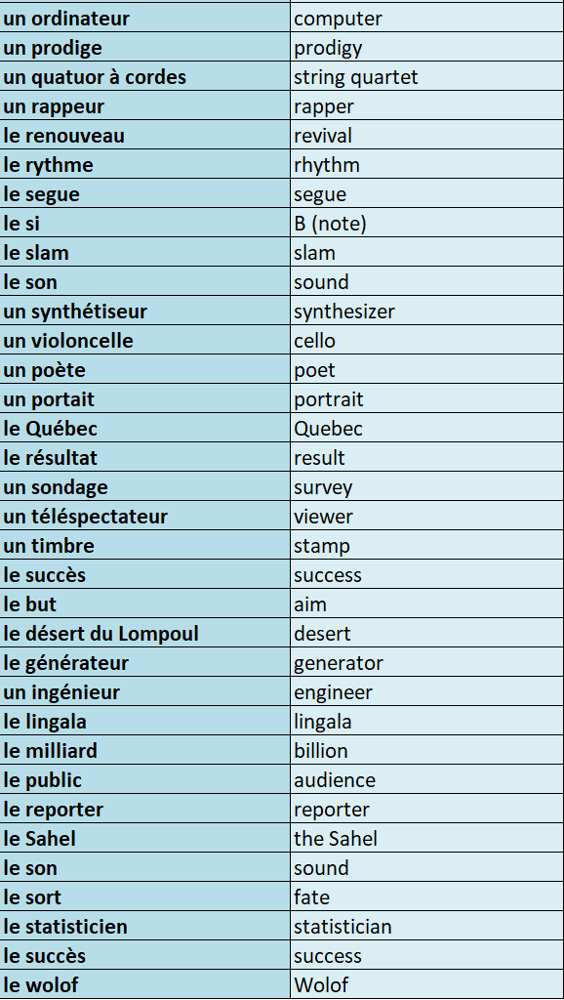 un ordinateur computer
un prodige prodigy
un quatuor à cordes string quartet
un rappeur rapper
le renouveau revival
le rythme rhythm
le segue segue
le si B (note)
le slam slam
le son sound
un synthétiseur synthesizer
un violoncelle cello
un poète poet
un portait portrait
le Québec Quebec
le résultat result
un sondage survey
un téléspectateur viewer
un timbre stamp
le succès success
le but aim
le désert du Lompoul desert
le générateur generator
un ingénieur engineer
le lingala lingala
le milliard billion
le public audience
le reporter reporter
le Sahel the Sahel
le son sound
le sort fate
le statisticien statistician
le succès success
le wolof Wolof